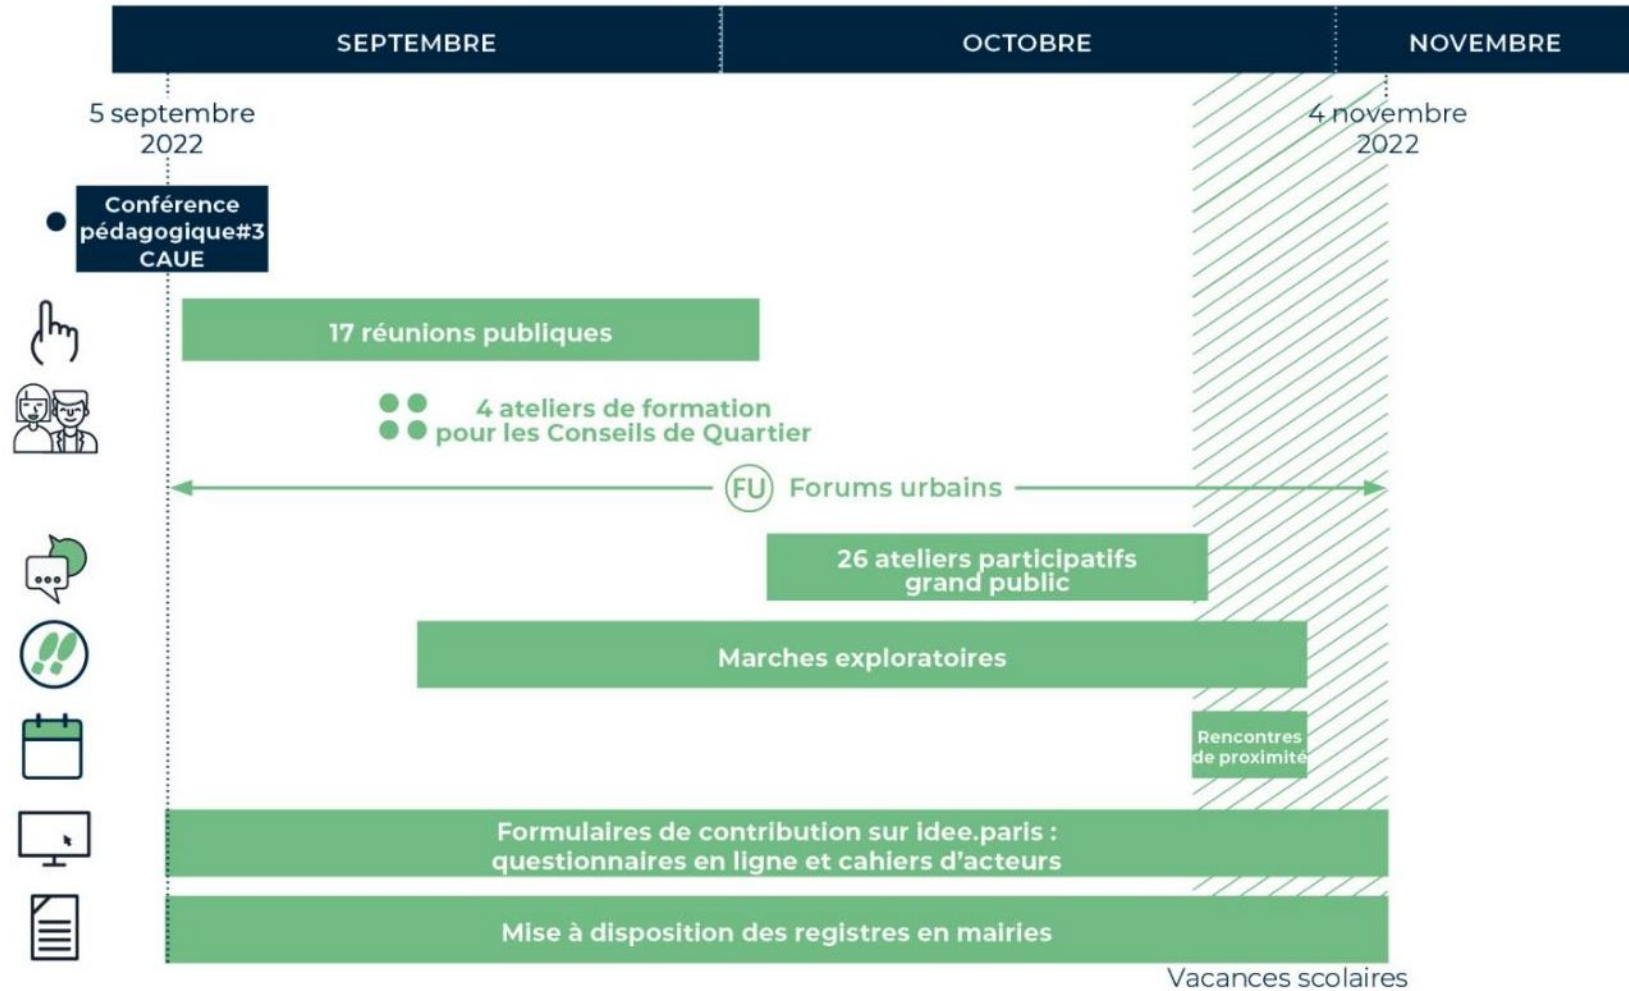 SEPTEMBRE
OCTOBRE
NOVEMBRE
5 septembre
2022
4 novembre
2022
Conférence
pédagogique#3
CAUE
17 réunions publiques
4 ateliers de formation
pour les Conseils de Quartier
FU Forums urbains
26 ateliers participatifs
grand public
Marches exploratoires
Rencontres
de proximité
Formulaires de contribution sur idee.paris :
questionnaires en ligne et cahiers d'acteurs
Mise à disposition des registres en mairies
Vacances scolaires